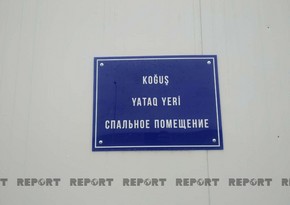 KOĞUŞ
YATAQ YERİ
СПАЛЬНОЕ ПОМЕЩЕНИЕ
REPORT REPORT REPORT REPORT REPORT